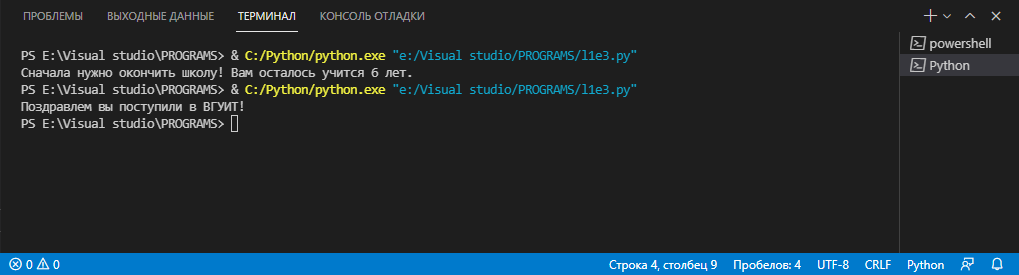 ПРОБЛЕМЫ ВЫХОДНЫЕ ДАННЫЕ ТЕРМИНАЛ КОНСОЛЬ ОТЛАДКИ
PS E:\Visual studio\PROGRAMS> & C:/Python/python.exe "e:/Visual studio/PROGRAMS/l1e3.py"
Сначала нужно окончить школу! Вам осталось учится 6 лет.
PS E:\Visual studio\PROGRAMS> & C:/Python/python.exe "e:/Visual studio/PROGRAMS/l1e3.py"
Поздравлем вы поступили в ВГУИТ!
PS E:\Visual studio\PROGRAMS>
powershell
Python
0 0 Строка 4, столбец 9 Пробелов: 4 UTF-8 CRLF Python